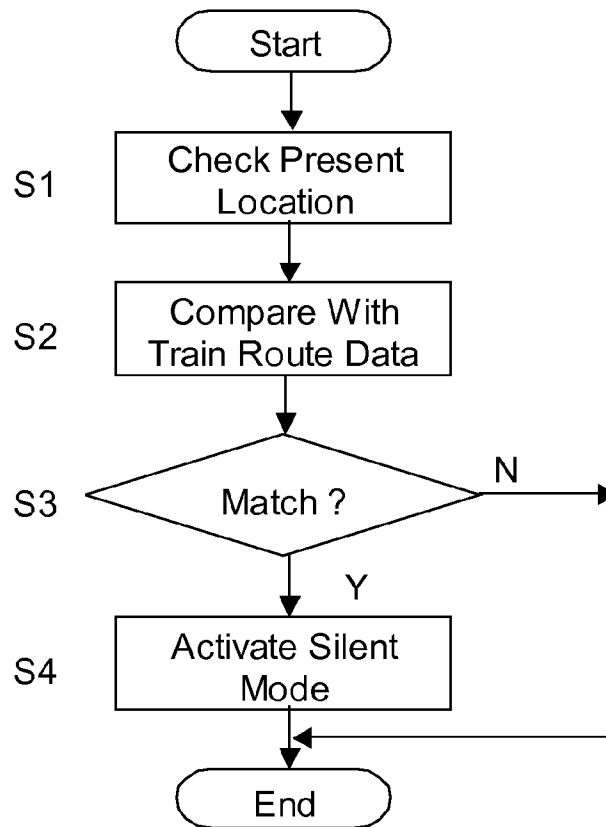 Start
S1
Check Present
Location
S2
Compare With
Train Route Data
S3
Match ?
N
Y
S4
Activate Silent
Mode
End